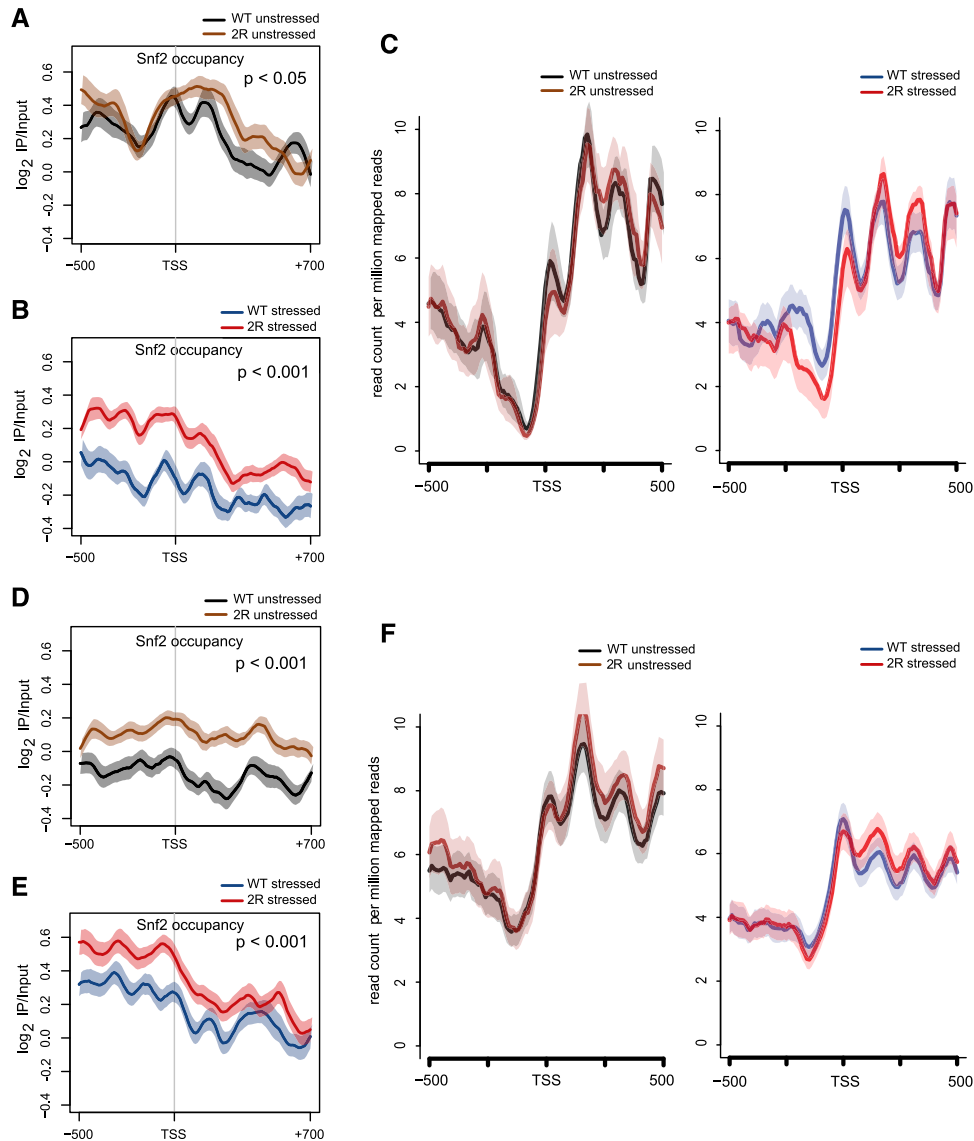 A
WT unstressed
2R unstressed
Snf2 occupancy
p < 0.05
log2 IP/Input
0.6
0.4
0.2
0.0
−0.2
−0.4
−500
TSS
+700
B
WT stressed
2R stressed
Snf2 occupancy
p < 0.001
log2 IP/Input
0.6
0.4
0.2
0.0
−0.2
−0.4
−500
TSS
+700
C
WT unstressed
2R unstressed
read count per million mapped reads
10
8
6
4
2
0
−500
TSS
500
WT stressed
2R stressed
10
8
6
4
2
0
−500
TSS
500
D
WT unstressed
2R unstressed
Snf2 occupancy
p < 0.001
log2 IP/Input
0.6
0.4
0.2
0.0
−0.2
−0.4
−500
TSS
+700
E
WT stressed
2R stressed
Snf2 occupancy
p < 0.001
log2 IP/Input
0.6
0.4
0.2
0.0
−0.2
−0.4
−500
TSS
+700
F
WT unstressed
2R unstressed
read count per million mapped reads
10
8
6
4
2
0
−500
TSS
500
WT stressed
2R stressed
10
8
6
4
2
0
−500
TSS
500